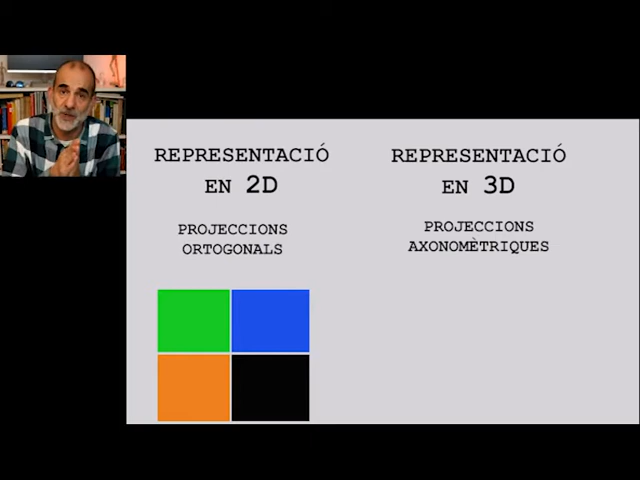 REPRESENTACIÓ
EN 2D
PROJECCIONS
ORTOGONALS
REPRESENTACIÓ
EN 3D
PROJECCIONS
AXONOMÈTRIQUES